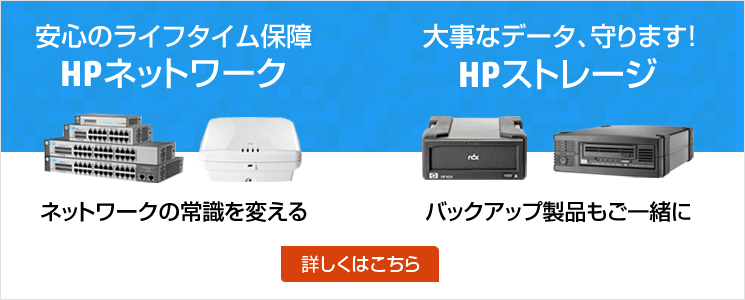 安心のライフタイム保障
HPネットワーク
ネットワークの常識を変える
大事なデータ、守ります!
HPストレージ
rdx
バックアップ製品もご一緒に
詳しくはこちら